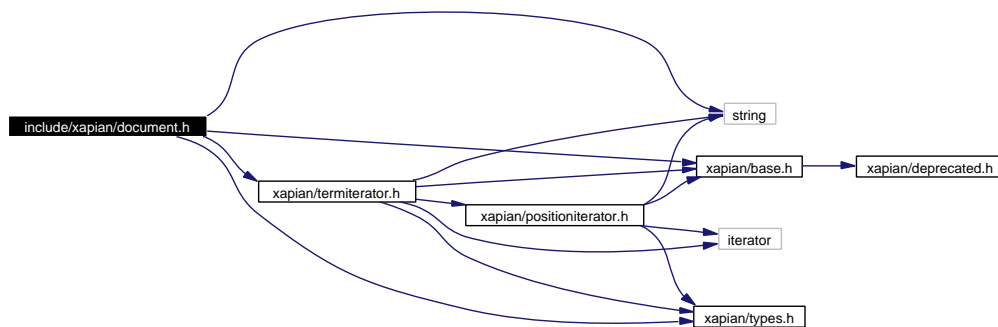 include/xapian/document.h
string
xapian/base.h
xapian/deprecated.h
xapian/termiterator.h
xapian/positioniterator.h
iterator
xapian/types.h